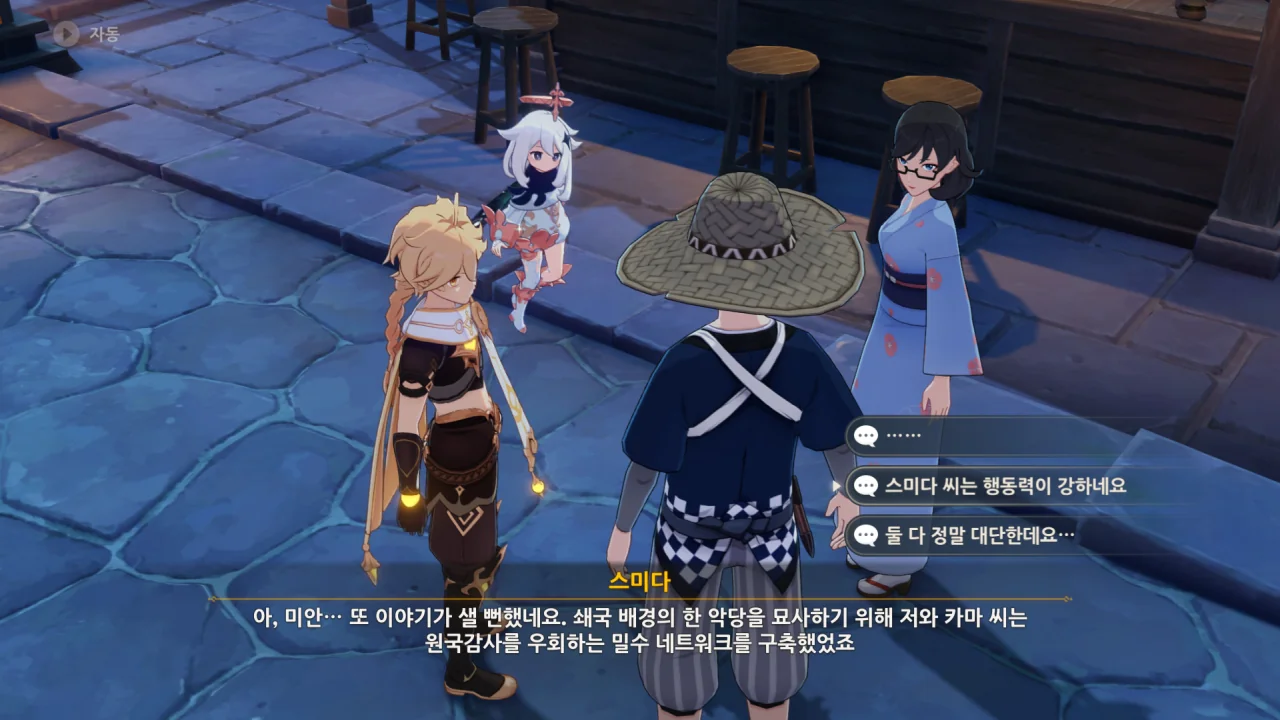 자동
……
스미다 씨는 행동력이 강하네요
둘 다 정말 대단한데요…
스미다
아, 미안… 또 이야기가 샐 뻔했네요. 쇄국 배경의 한 악당을 묘사하기 위해 저와 카마 씨는
원국감사를 우회하는 밀수 네트워크를 구축했었죠